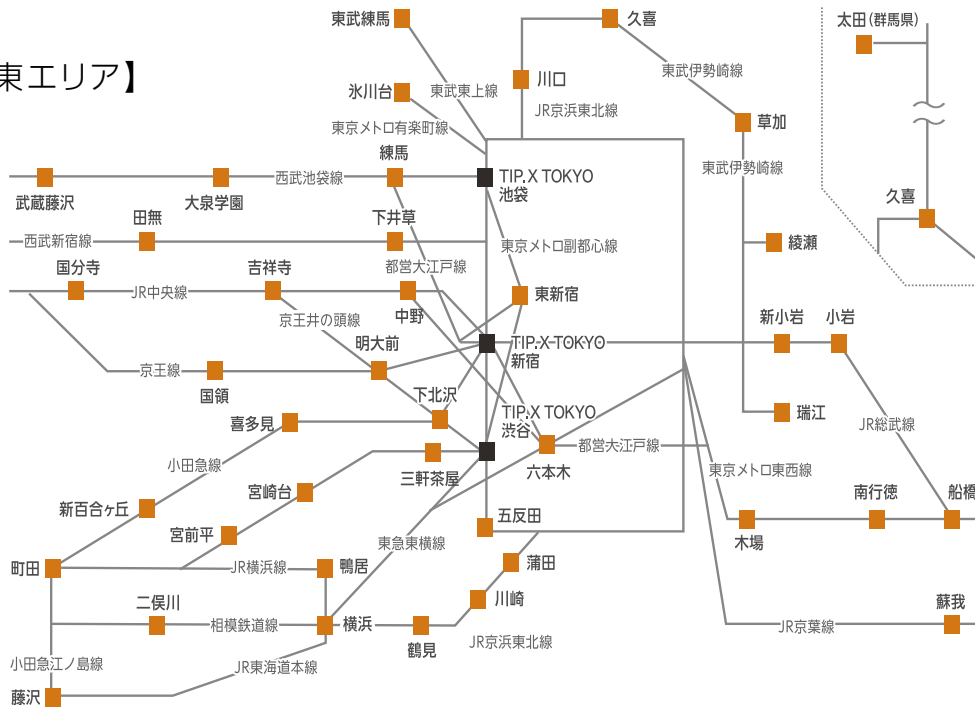 東エリア】
東武練馬
久喜
太田(群馬県)
川口
東武伊勢崎線
氷川台
東武東上線
JR京浜東北線
東京メトロ有楽町線
草加
練馬
東武伊勢崎線
武蔵藤沢
大泉学園
西武池袋線
TIP.X TOKYO
池袋
久喜
田無
下井草
西武新宿線
東京メトロ副都心線
綾瀬
国分寺
吉祥寺
都営大江戸線
JR中央線
東新宿
中野
京王井の頭線
新小岩
小岩
明大前
TIP.X TOKYO
新宿
京王線
国領
下北沢
喜多見
TIP.X TOKYO
渋谷
瑞江
JR総武線
小田急線
三軒茶屋
六本木
都営大江戸線
東京メトロ東西線
宮崎台
新百合ヶ丘
宮前平
五反田
南行徳
船橋
木場
東急東横線
町田
JR横浜線
鴨居
蒲田
二俣川
川崎
蘇我
相模鉄道線
横浜
鶴見
JR京浜東北線
JR京葉線
小田急江ノ島線
JR東海道本線
藤沢